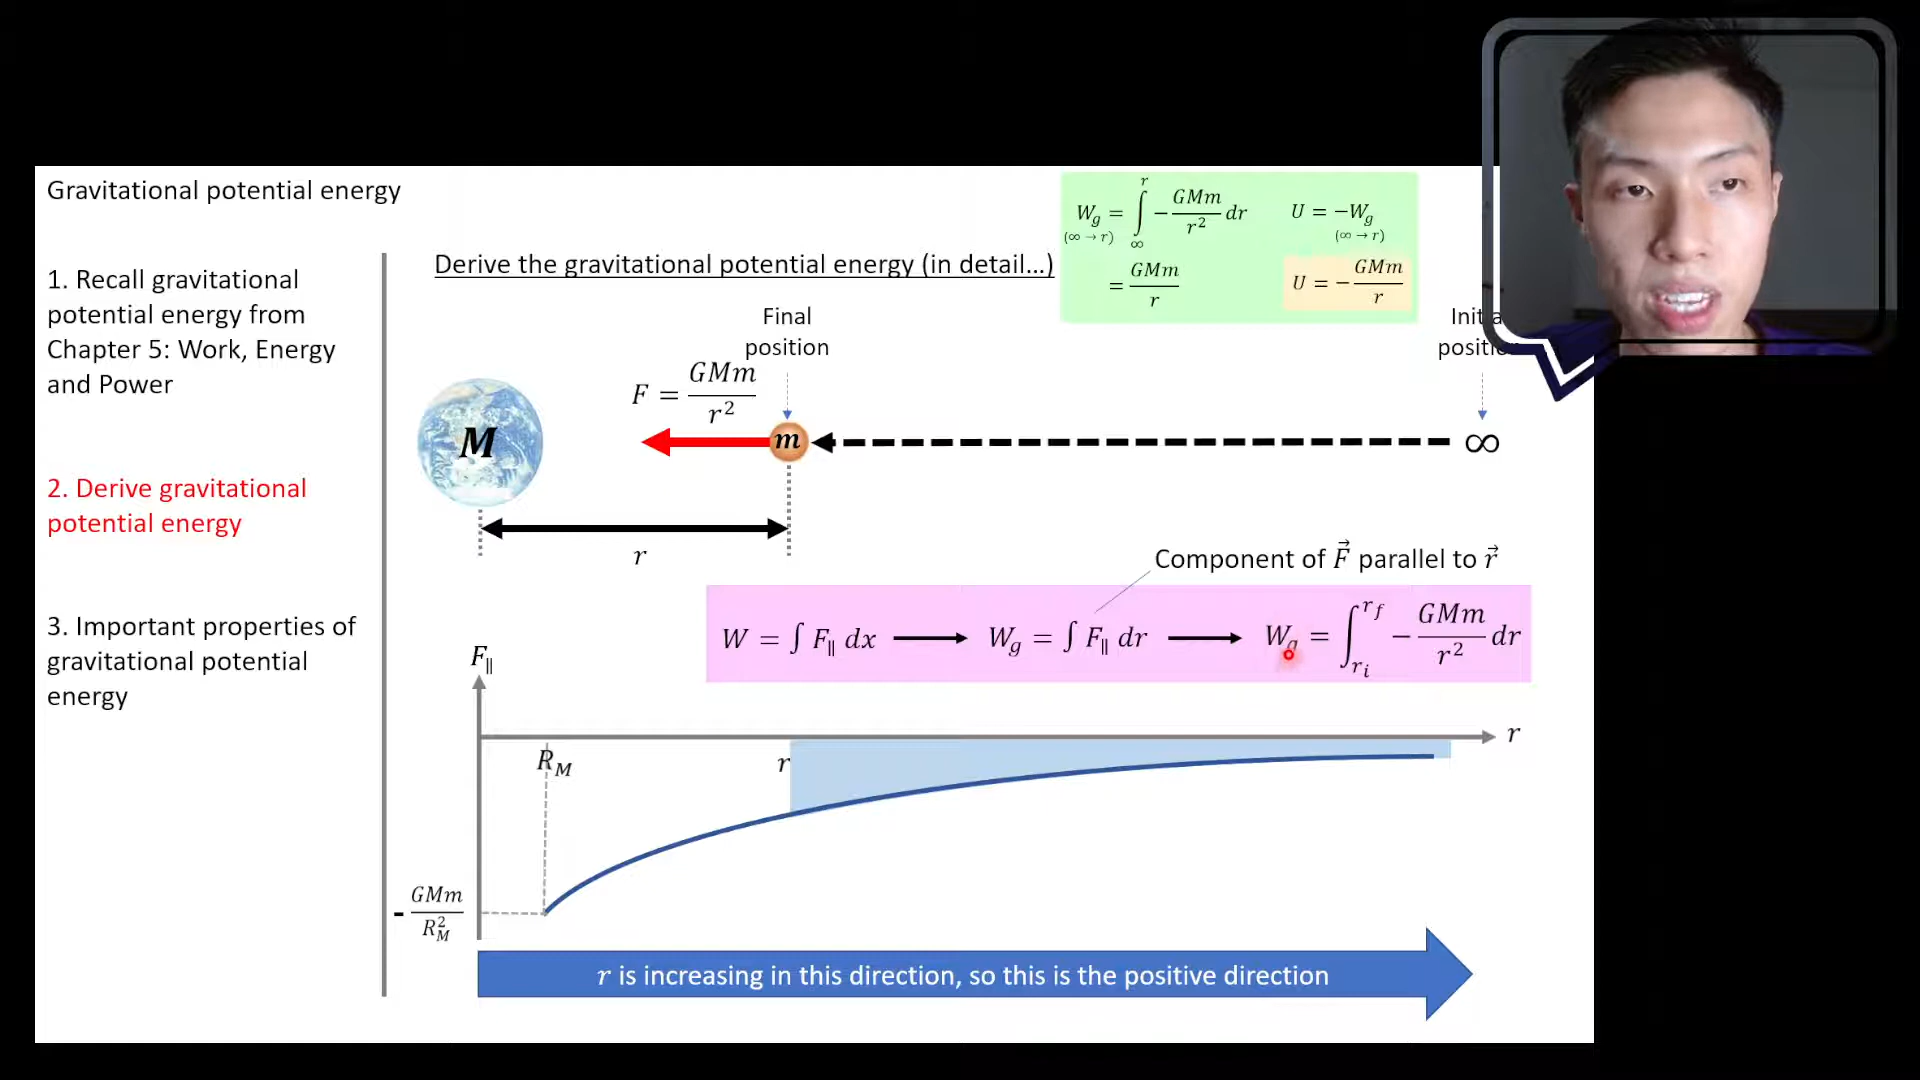 Gravitational potential energy
1. Recall gravitational
potential energy from
Chapter 5: Work, Energy
and Power
2. Derive gravitational
potential energy
3. Important properties of
gravitational potential
energy
Derive the gravitational potential energy (in detail…)
W_g (∞ → r) = ∫_∞^r − GMm/r² dr
= GMm/r
U = −W_g (∞ → r)
U = − GMm/r
Final
position
position
F = GMm/r²
M
m
∞
r
Component of F⃗ parallel to r⃗
W = ∫ F∥ dx
W_g = ∫ F∥ dr
W_g = ∫_{r_i}^{r_f} − GMm/r² dr
F∥
r
R_M
r
- GMm/R_M²
r is increasing in this direction, so this is the positive direction